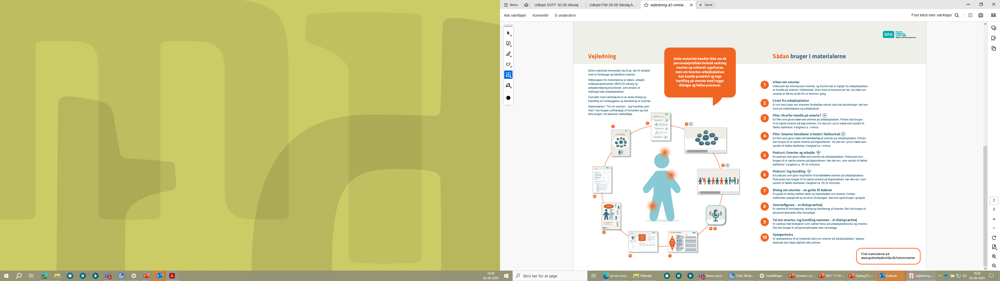 Menu
Udkast SVFF 30.08 Nikolaj ...
Udkast FiM 29.08 Nikolaj A...
vejledning-a3-omsla...
Opret
Alle værktøjer
Konvertér
E-underskriv
Find tekst eller værktøjer
BFA
Branche
Fællesskab
Arbejdsmiljø
Vejledning
Dette materiale henvender sig til jer, der vil arbejde
med at forebygge og håndtere smerter.
Målgruppen for materialerne er ledere, arbejds-
miljørepræsentanter, MED/SU-udvalg og
arbejdsmiljøorganisationen, som ønsker at
inddrage hele arbejdspladsen.
Formålet med værktøjerne er at skabe dialog og
handling om forebyggelse og håndtering af smerter.
Materialerne i "Tal om smerter – tag handling sam-
men" kan bruges uafhængigt af hinanden og skal
ikke bruges i en bestemt rækkefølge.
Dette materiale handler ikke om de
personalejuridiske forhold omkring
smerter og relateret sygefravær,
men om hvordan arbejdspladsen
kan handle proaktivt og tage
handling på smerter med trygge
dialoger og fælles processer.
1
2
3
4
5 6
7
8
9
10
Sådan bruger I materialerne
1
Viden om smerter
Vidensark der introducerer smerter, og hvorfor det er vigtigt for arbejdspladsen
at handle på smerter i fællesskab. Start med at orientere jer her, da viden om
smerter er første skridt for at komme i gang.
2
Cases fra arbejdspladser
Et ark med cases om smerters forskellige udtryk samt de påvirkninger, det kan
have på medarbejdere og arbejdsplads.
3
Film: Hvorfor handle på smerte?
En film som giver viden om smerter på arbejdspladsen. Filmen kan bruges
til at sætte smerter på dagsordenen. Vis den evt. på et møde som optakt til
fælles drøftelser. Varighed ca. 1 minut.
4
Film: Smerter håndterer vi bedst i fællesskab
En film som giver viden om håndtering af smerter på arbejdspladsen. Filmen
kan bruges til at sætte smerter på dagsordenen. Vis den evt. på et møde som
optakt til fælles drøftelser. Varighed ca. 1 minut.
5
Podcast: Smerter og arbejde
En podcast som giver viden om smerter på arbejdspladsen. Podcasten kan
bruges til at sætte smerter på dagsordenen. Hør den evt. som optakt til fælles
drøftelser. Varighed ca. 20-25 minutter.
6
Podcast: Tag handling
En podcast som giver inspiration til at håndtere smerter på arbejdspladsen.
Podcasten kan bruges til at sætte smerter på dagsordenen. Hør den evt. som
optakt til fælles drøftelser. Varighed ca. 20-25 minutter.
7
Dialog om smerter – en guide til lederen
En guide til dialog mellem leder og medarbejder om smerter. Guiden
indeholder spørgsmål og struktur til dialogen. Den kan også bruges i grupper.
8
Smertefiguren – et dialogværktøj
Et værktøj til kortlægning, dialog og håndtering af smerter. Det kan bruges fx
på personalemøder eller temadage.
9
Tal om smerter, tag handling sammen – et dialogværktøj
Et værktøj med dialogkort som sætter fokus på arbejdspladskultur og smerter.
Det kan bruges fx på personalemøder eller temadage.
10
Spørgeskema
Et spørgeskema til at indsamle data om smerter på arbejdspladsen. Spørge-
skemaet kan tilgås digitalt eller printes.
Find materialerne på:
www.godtarbejdsmiljø.dk/talomsmerter
2
2
16:20
02-09-2024
Skriv her for at søge
tal om sme...
Stifinder
Teams og k...
Citrix Work...
Indstillinger
Smerter i m...
2021-11-03 ...
Oplæg D.I....
Outlook
vejledning-...
16:20
02-09-2024